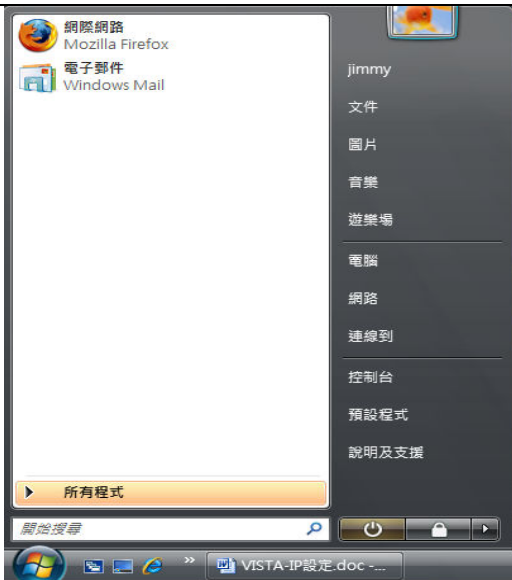 網際網路
Mozilla Firefox
電子郵件
Windows Mail
所有程式
開始搜尋
jimmy
文件
圖片
音樂
遊樂場
電腦
網路
連線到
控制台
預設程式
說明及支援
VISTA-IP設定.doc -...